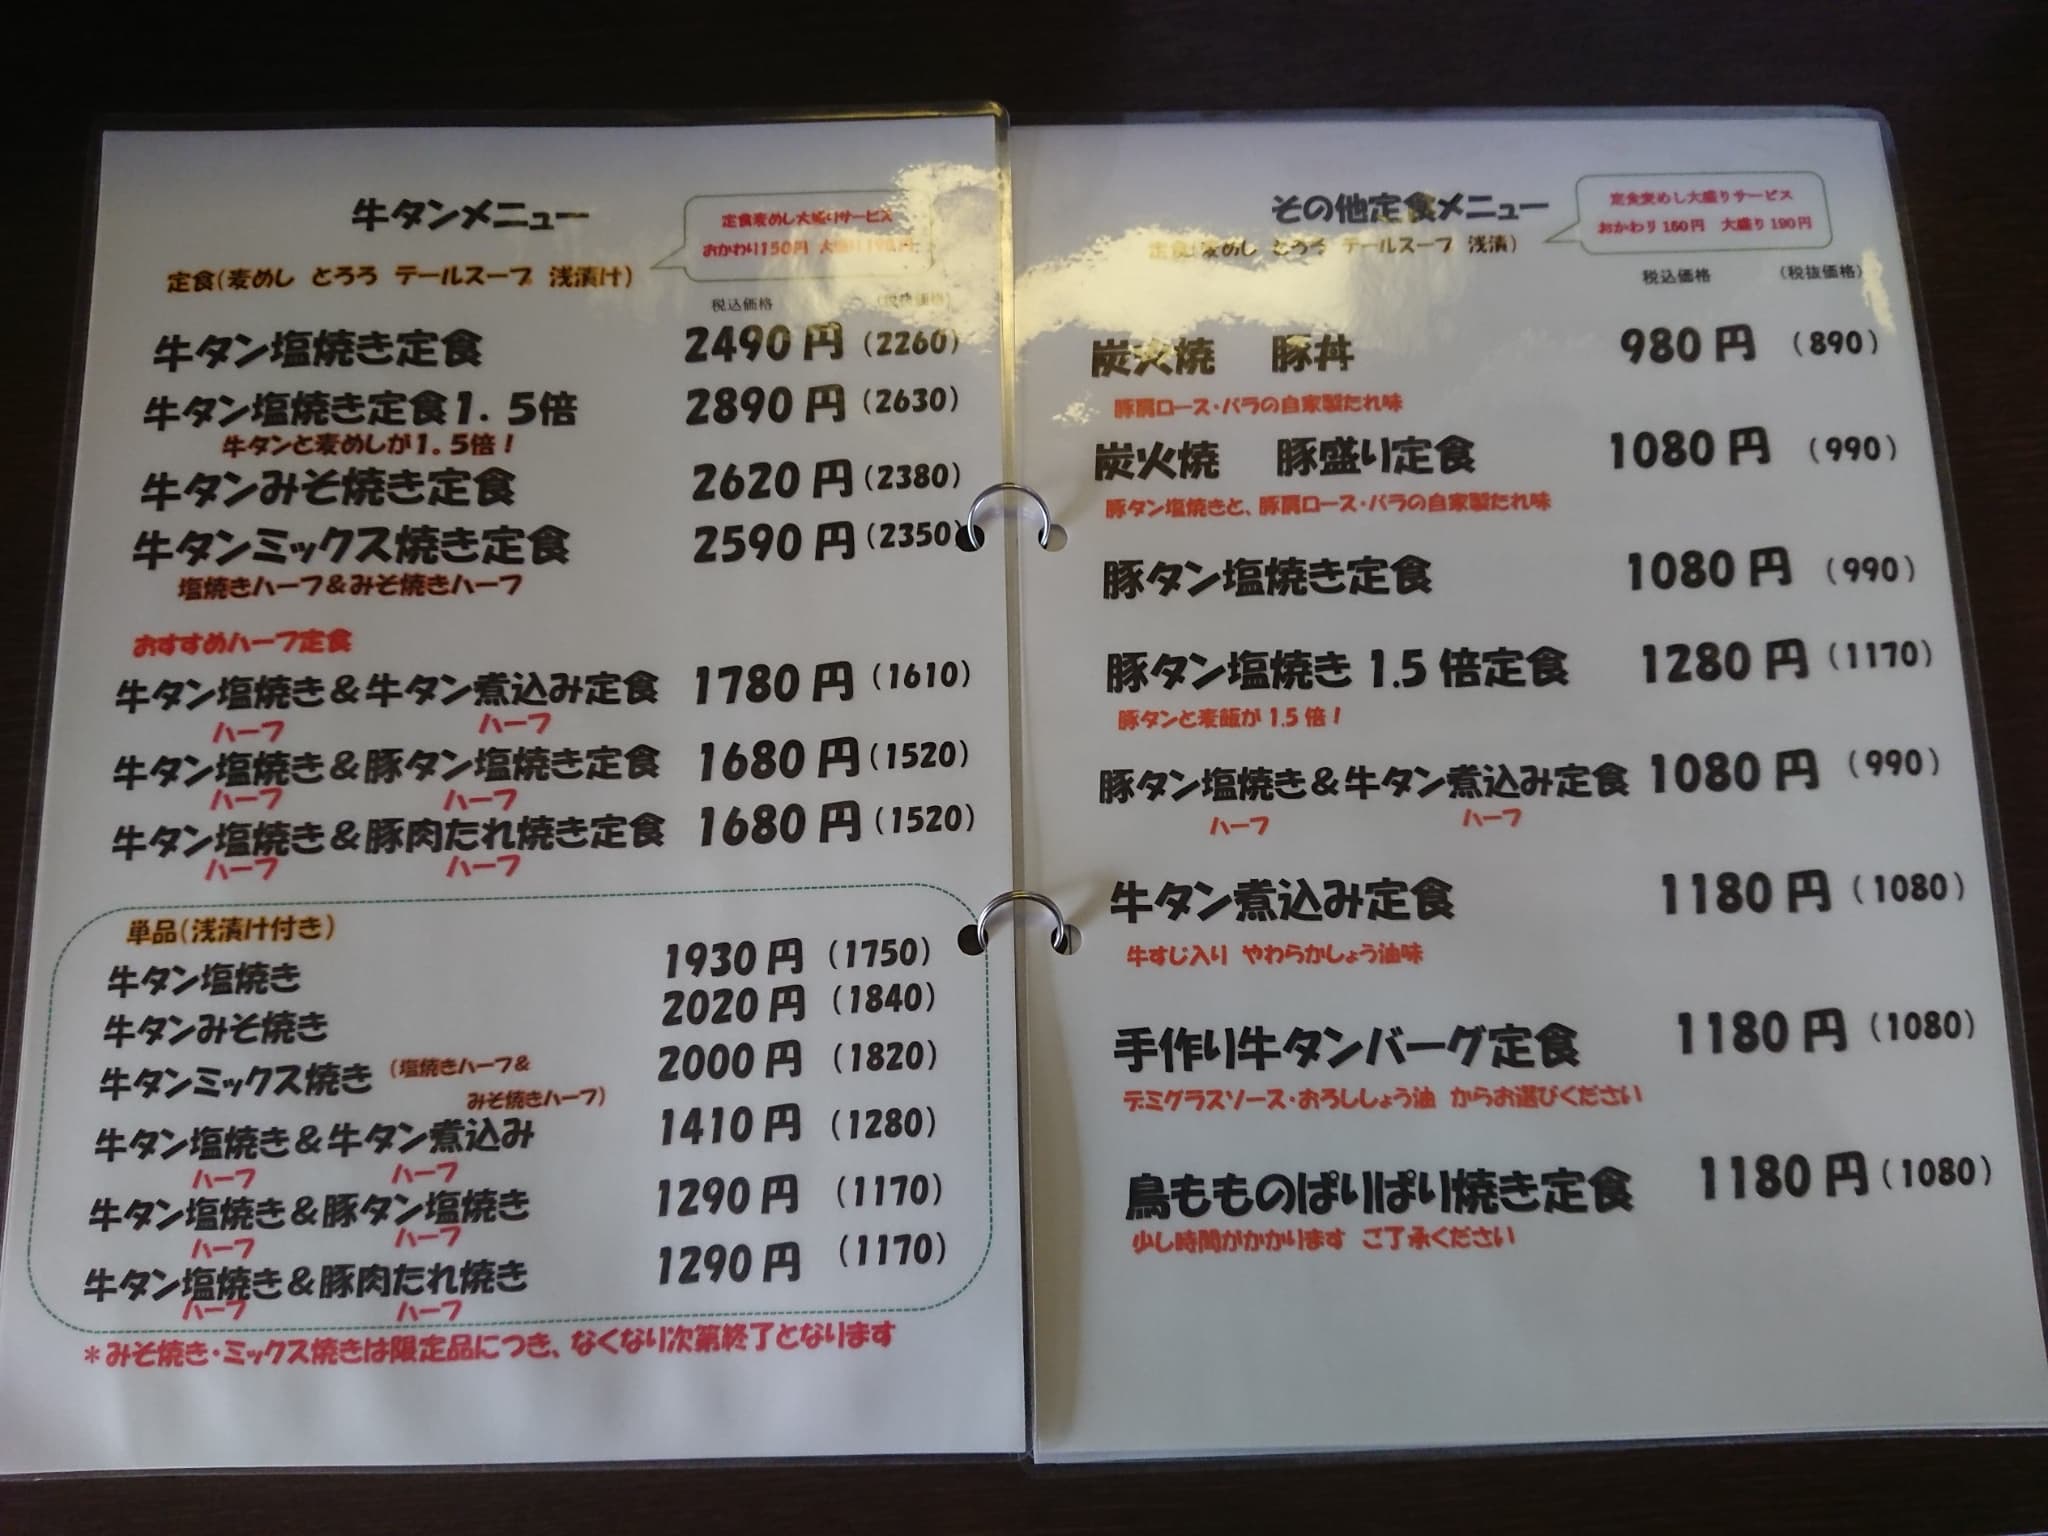 牛タンメニュー
定食麦めし大盛りサービス
おかわり150円 大盛り190円
定食(麦めし とろろ テールスープ 浅漬け)
税込価格 (税抜価格)
牛タン塩焼き定食 2490円(2260)
牛タン塩焼き定食1.5倍 2890円(2630)
牛タンと麦めしが1.5倍!
牛タンみそ焼き定食 2620円(2380)
牛タンミックス焼き定食 2590円(2350)
塩焼きハーフ&みそ焼きハーフ
おすすめハーフ定食
牛タン塩焼き&牛タン煮込み定食 1780円(1610)
ハーフ ハーフ
牛タン塩焼き&豚タン塩焼き定食 1680円(1520)
ハーフ ハーフ
牛タン塩焼き&豚肉たれ焼き定食 1680円(1520)
ハーフ ハーフ
単品(浅漬け付き)
牛タン塩焼き 1930円(1750)
牛タンみそ焼き 2020円(1840)
牛タンミックス焼き (塩焼きハーフ& 2000円(1820)
みそ焼きハーフ)
牛タン塩焼き&牛タン煮込み 1410円(1280)
ハーフ ハーフ
牛タン塩焼き&豚タン塩焼き 1290円(1170)
ハーフ ハーフ
牛タン塩焼き&豚肉たれ焼き 1290円(1170)
ハーフ ハーフ
*みそ焼き・ミックス焼きは限定品につき、なくなり次第終了となります
その他定食メニュー
定食麦めし大盛りサービス
おかわり150円 大盛り190円
定食(麦めし とろろ テールスープ 浅漬)
税込価格 (税抜価格)
炭火焼 豚丼 980円 (890)
豚肩ロース・バラの自家製たれ味
炭火焼 豚盛り定食 1080円 (990)
豚タン塩焼きと、豚肩ロース・バラの自家製たれ味
豚タン塩焼き定食 1080円 (990)
豚タン塩焼き1.5倍定食 1280円(1170)
豚タンと麦飯が1.5倍!
豚タン塩焼き&牛タン煮込み定食 1080円 (990)
ハーフ ハーフ
牛タン煮込み定食 1180円(1080)
牛すじ入り やわらかしょう油味
手作り牛タンバーグ定食 1180円(1080)
デミグラスソース・おろししょう油 からお選びください
鳥もものぱりぱり焼き定食 1180円(1080)
少し時間がかかります ご了承ください